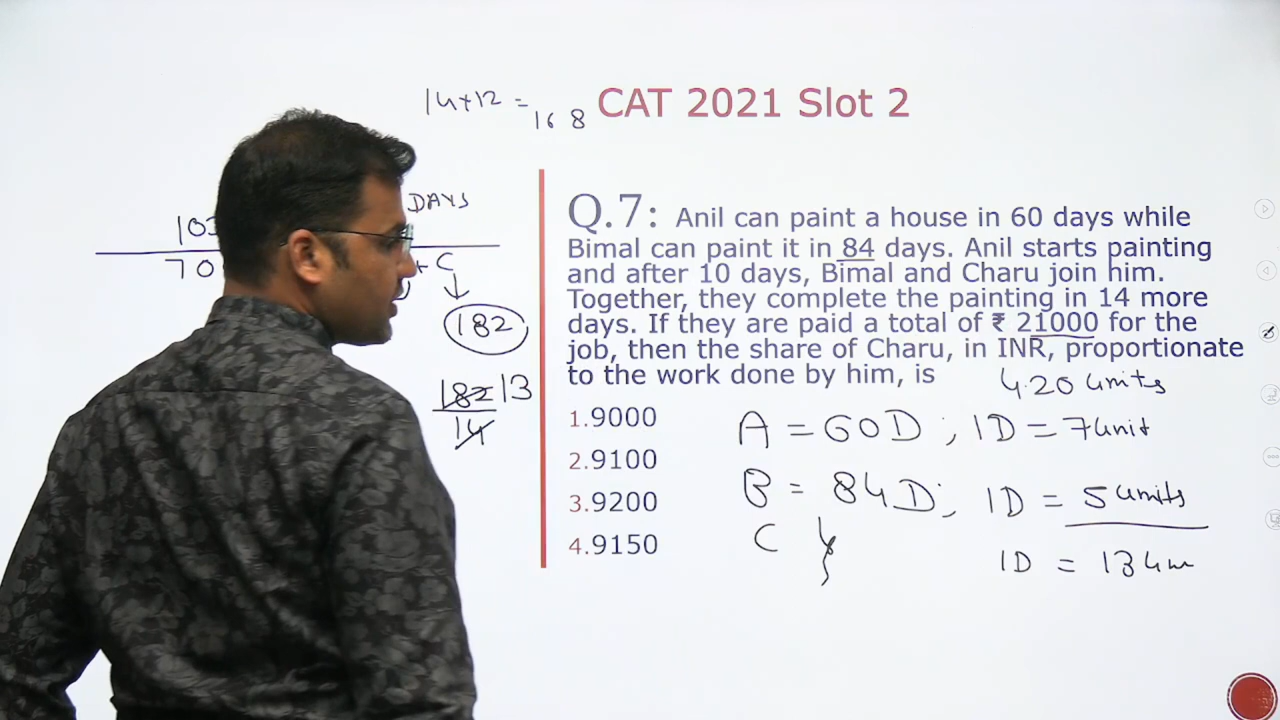 14+12 =
168
CAT 2021 Slot 2
DAYS
70
+ C
182
182 13
14
Q.7: Anil can paint a house in 60 days while
Bimal can paint it in 84 days. Anil starts painting
and after 10 days, Bimal and Charu join him.
Together, they complete the painting in 14 more
days. If they are paid a total of ₹ 21000 for the
job, then the share of Charu, in INR, proportionate
to the work done by him, is
420 units
1.9000
2.9100
3.9200
4.9150
A = 60D ; 1D = 7unit
B = 84D; 1D = 5 units
C
1D = 13 un